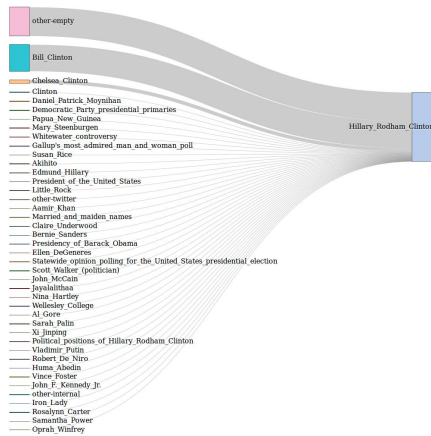 other-empty
Bill_Clinton
Chelsea_Clinton
Clinton
Daniel_Patrick_Moynihan
Democratic_Party_presidential_primaries
Papua_New_Guinea
Hillary_Rodham_Clinton
Mary_Steenburgen
Whitewater_controversy
Gallup's_most_admired_man_and_woman_poll
Susan_Rice
Akihito
Edmund_Hillary
President_of_the_United_States
Little_Rock
other-twitter
Aamir_Khan
Married_and_maiden_names
Claire_Underwood
Bernie_Sanders
Presidency_of_Barack_Obama
Ellen_DeGeneres
Statewide_opinion_polling_for_the_United_States_presidential_election
Scott_Walker_(politician)
John_McCain
Jayalalithaa
Nina_Hartley
Wellesley_College
Al_Gore
Sarah_Palin
Xi_Jinping
Political_positions_of_Hillary_Rodham_Clinton
Vladimir_Putin
Robert_De_Niro
Huma_Abedin
Vince_Foster
John_F._Kennedy_Jr.
other-internal
Iron_Lady
Rosalynn_Carter
Samantha_Power
Oprah_Winfrey